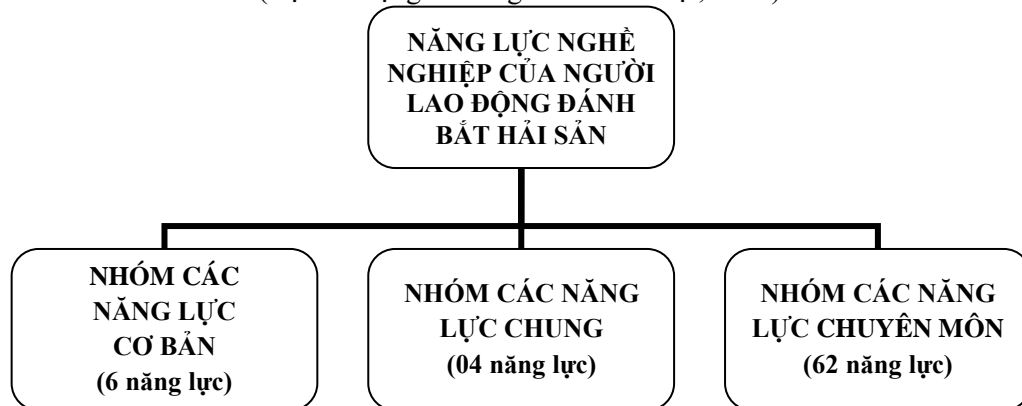 NĂNG LỰC NGHỀ
NGHIỆP CỦA NGƯỜI
LAO ĐỘNG ĐÁNH
BẮT HẢI SẢN
NHÓM CÁC
NĂNG LỰC
CƠ BẢN
(6 năng lực)
NHÓM CÁC NĂNG
LỰC CHUNG
(04 năng lực)
NHÓM CÁC NĂNG
LỰC CHUYÊN MÔN
(62 năng lực)